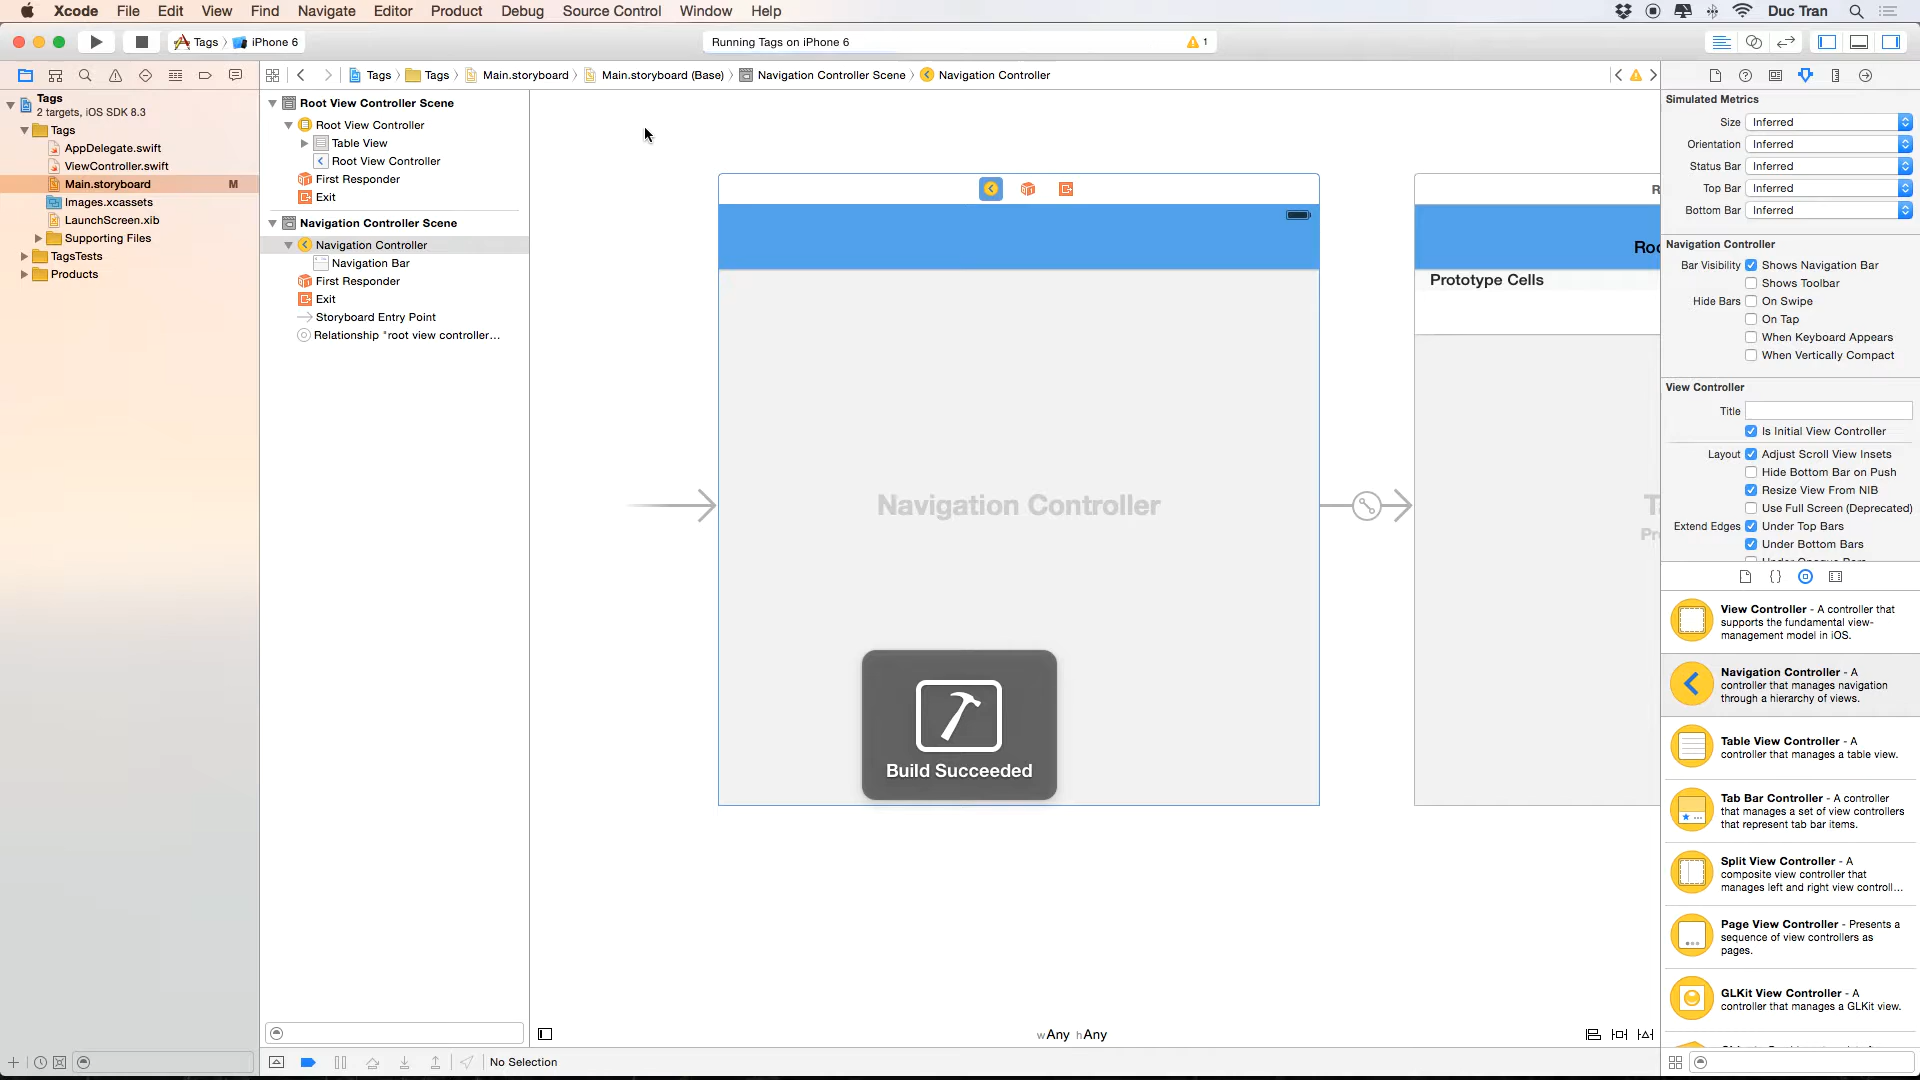 Xcode File Edit View Find Navigate Editor Product Debug Source Control Window Help Duc Tran
Tags iPhone 6 Running Tags on iPhone 6 1
Tags Tags Main.storyboard Main.storyboard (Base) Navigation Controller Scene Navigation Controller
Tags
2 targets, iOS SDK 8.3
Tags
AppDelegate.swift
ViewController.swift
Main.storyboard M
Images.xcassets
LaunchScreen.xib
Supporting Files
TagsTests
Products
Root View Controller Scene
Root View Controller
Table View
Root View Controller
First Responder
Exit
Navigation Controller Scene
Navigation Controller
Navigation Bar
First Responder
Exit
Storyboard Entry Point
Relationship "root view controller...
Navigation Controller
Build Succeeded
Prototype Cells
wAny hAny
No Selection
Simulated Metrics
Size Inferred
Orientation Inferred
Status Bar Inferred
Top Bar Inferred
Bottom Bar Inferred
Navigation Controller
Bar Visibility Shows Navigation Bar
Shows Toolbar
Hide Bars On Swipe
On Tap
When Keyboard Appears
When Vertically Compact
View Controller
Title
Is Initial View Controller
Layout Adjust Scroll View Insets
Hide Bottom Bar on Push
Resize View From NIB
Use Full Screen (Deprecated)
Extend Edges Under Top Bars
Under Bottom Bars
View Controller - A controller that
supports the fundamental view-
management model in iOS.
Navigation Controller - A
controller that manages navigation
through a hierarchy of views.
Table View Controller - A
controller that manages a table view.
Tab Bar Controller - A controller
that manages a set of view controllers
that represent tab bar items.
Split View Controller - A
composite view controller that
manages left and right view controll...
Page View Controller - Presents a
sequence of view controllers as
pages.
GLKit View Controller - A
controller that manages a GLKit view.